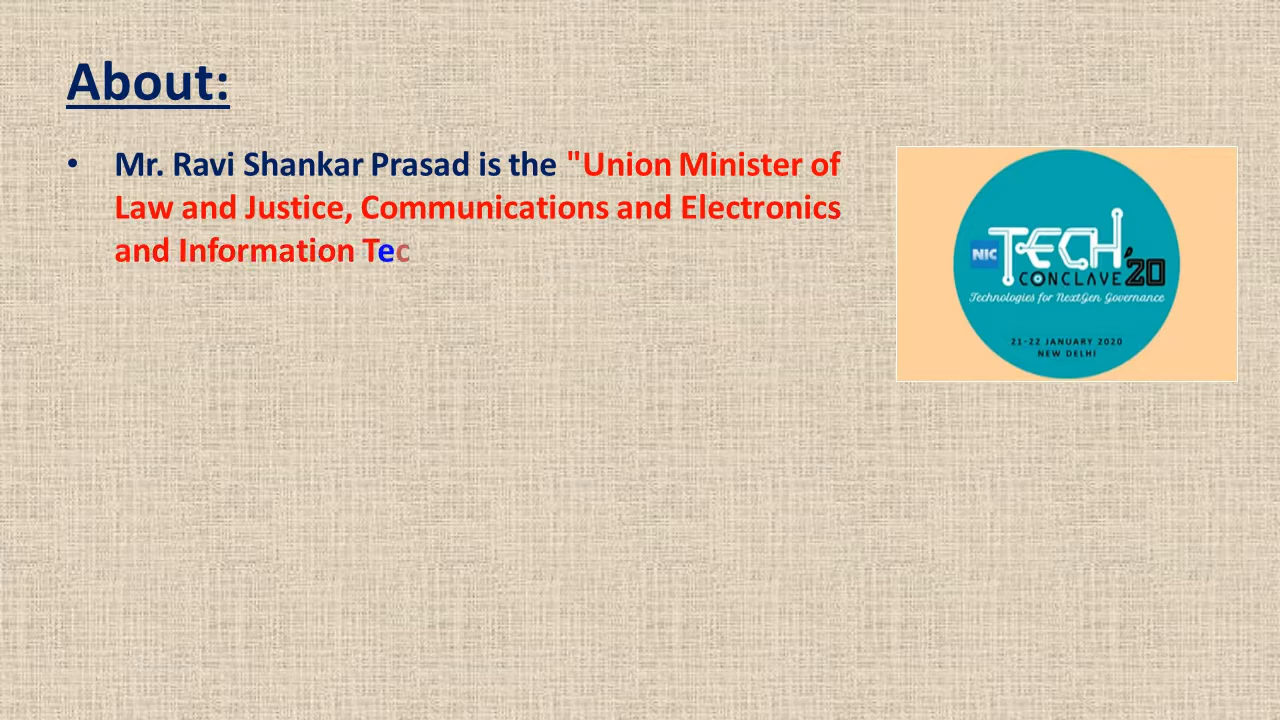 About:
• Mr. Ravi Shankar Prasad is the "Union Minister of
Law and Justice, Communications and Electronics
and Information Tec
NIC TECH
CONCLAVE'20
Technologies for NextGen Governance
21-22 JANUARY 2020
NEW DELHI